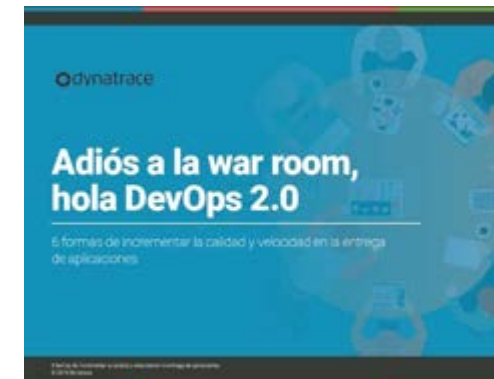 dynatrace
Adiós a la war room,
hola DevOps 2.0
6 formas de incrementar la calidad y velocidad en la entrega
de aplicaciones